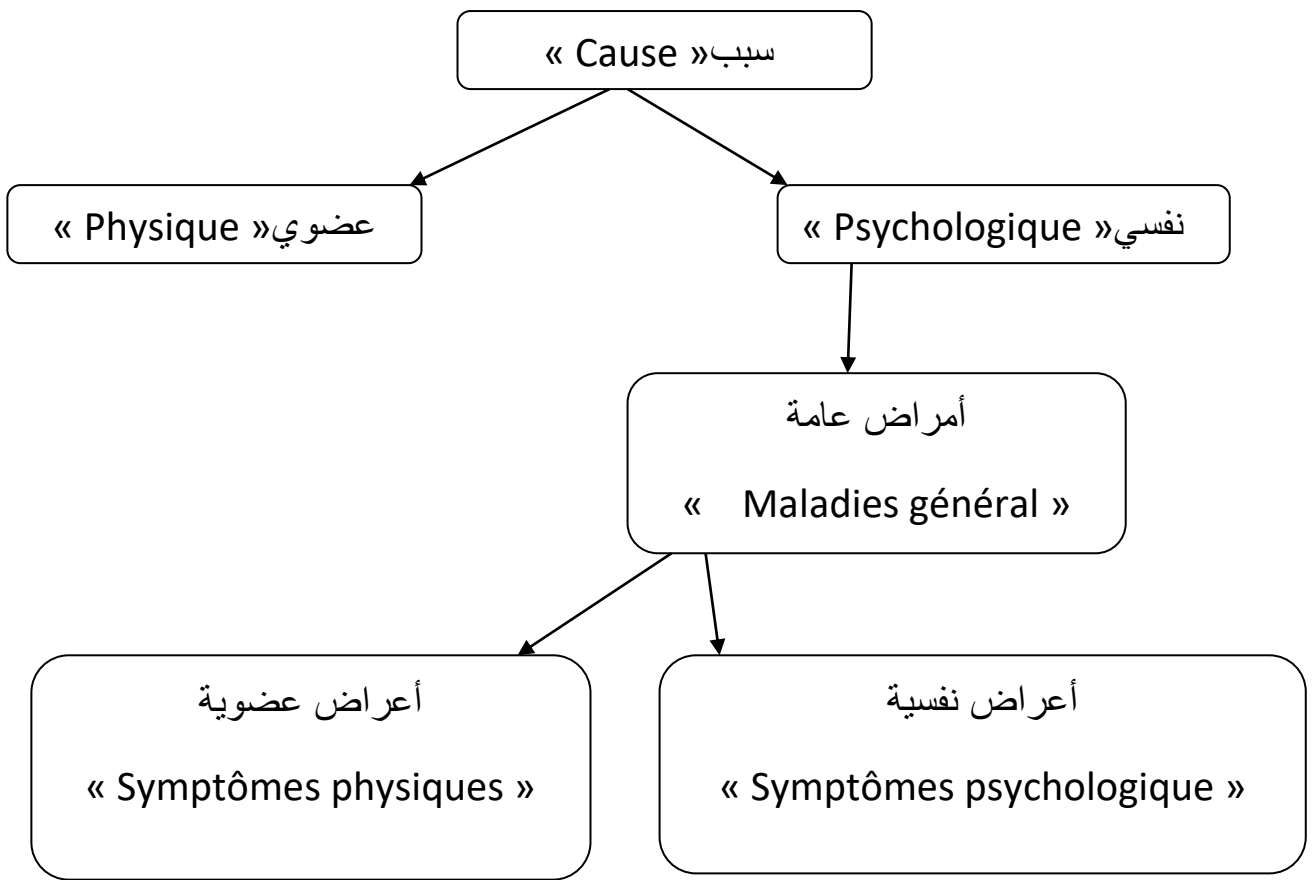 سبب« Cause »
عضوي« Physique »
نفسي« Psychologique »
أمراض عامة
« Maladies général »
أعراض عضوية
« Symptômes physiques »
أعراض نفسية
« Symptômes psychologique »